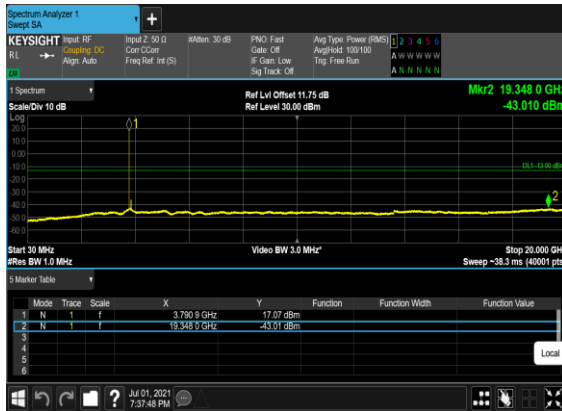 Spectrum Analyzer 1
Swept SA
+
KEYSIGHT Input: RF Input Z: 50 Ω #Atten: 30 dB PNO: Fast Avg Type: Power (RMS) 1 2 3 4 5 6
RL Coupling: DC Corr CCorr Gate: Off Avg|Hold: 100/100 A W W W W W
Align: Auto Freq Ref: Int (S) IF Gain: Low Trig: Free Run
Sig Track: Off A N N N N N
LXI
1 Spectrum Ref Lvl Offset 11.75 dB Mkr2 19.348 0 GHz
Scale/Div 10 dB Ref Level 30.00 dBm -43.010 dBm
Log
20.0 1
10.0
0.00
-10.0 DL1 -13.00 dBm
-20.0
-30.0
-40.0 2
-50.0
-60.0
Start 30 MHz Video BW 3.0 MHz* Stop 20.000 GH
#Res BW 1.0 MHz Sweep ~38.3 ms (40001 pts
5 Marker Table
Mode Trace Scale X Y Function Function Width Function Value
1 N 1 f 3.790 9 GHz 17.07 dBm
2 N 1 f 19.348 0 GHz -43.01 dBm
3
4
5
6
Local
? Jul 01, 2021
7:37:48 PM